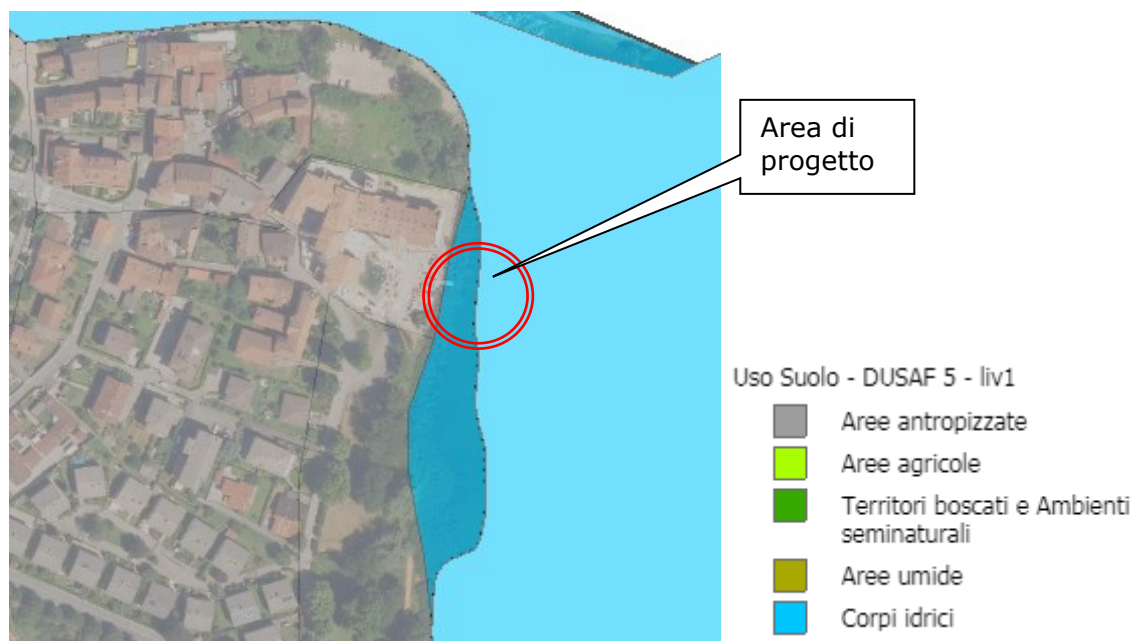 Area di
progetto
Uso Suolo - DUSAF 5 - liv1
Aree antropizzate
Aree agricole
Territori boscati e Ambienti
seminaturali
Aree umide
Corpi idrici